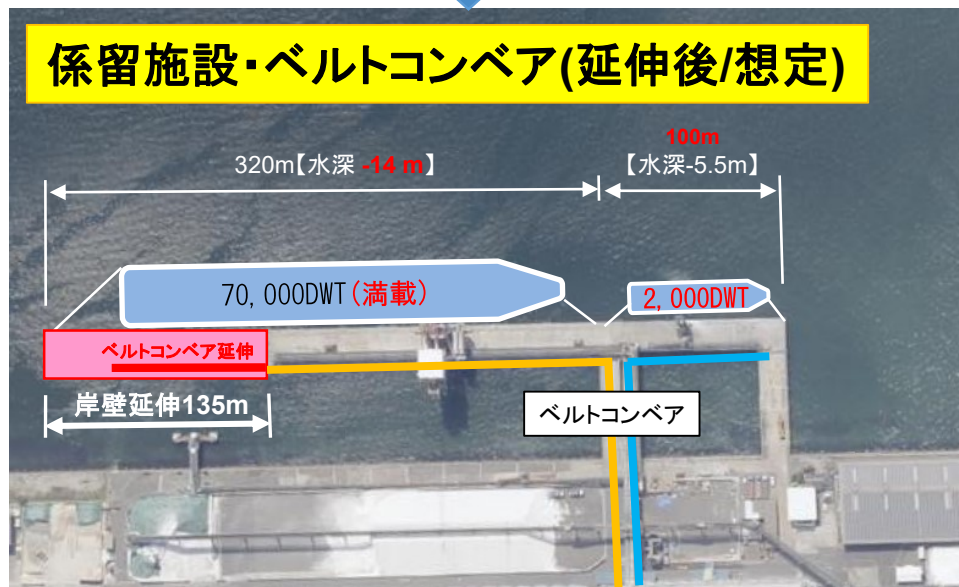 係留施設・ベルトコンベア(延伸後/想定)
100m
320m【水深 -14 m】
【水深-5.5m】
70,000DWT(満載)
2,000DWT
ベルトコンベア延伸
岸壁延伸135m
ベルトコンベア